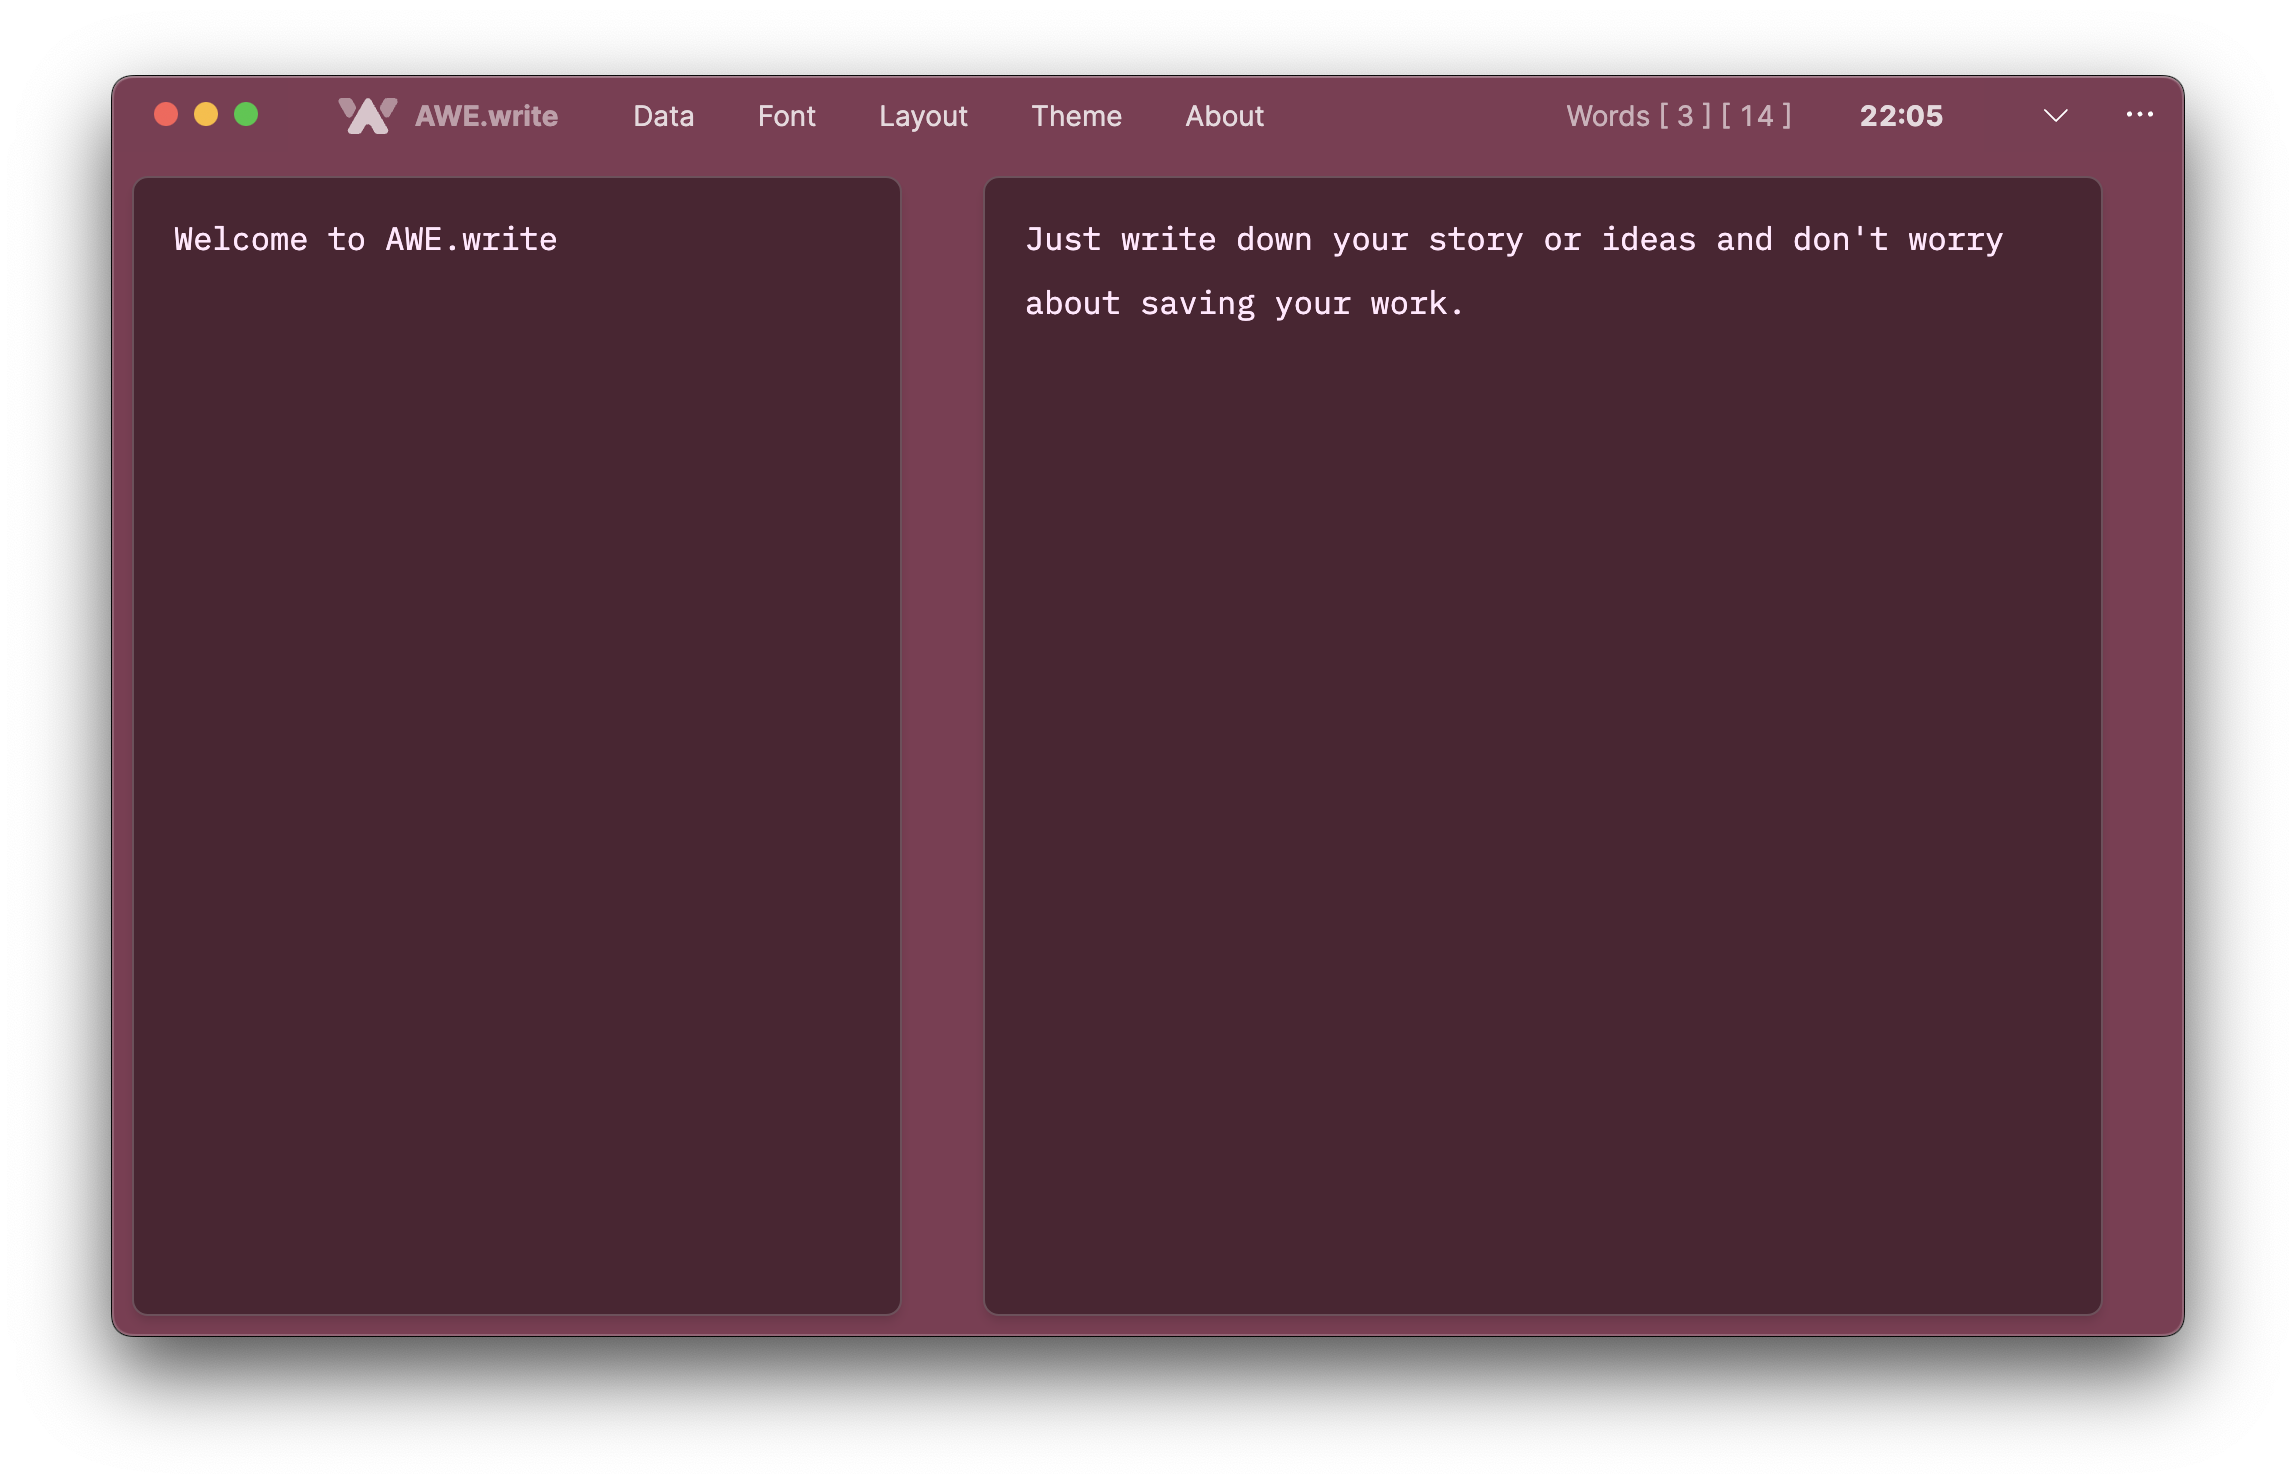 AWE.write Data Font Layout Theme About Words [ 3 ] [ 14 ] 22:05
Welcome to AWE.write
Just write down your story or ideas and don't worry
about saving your work.